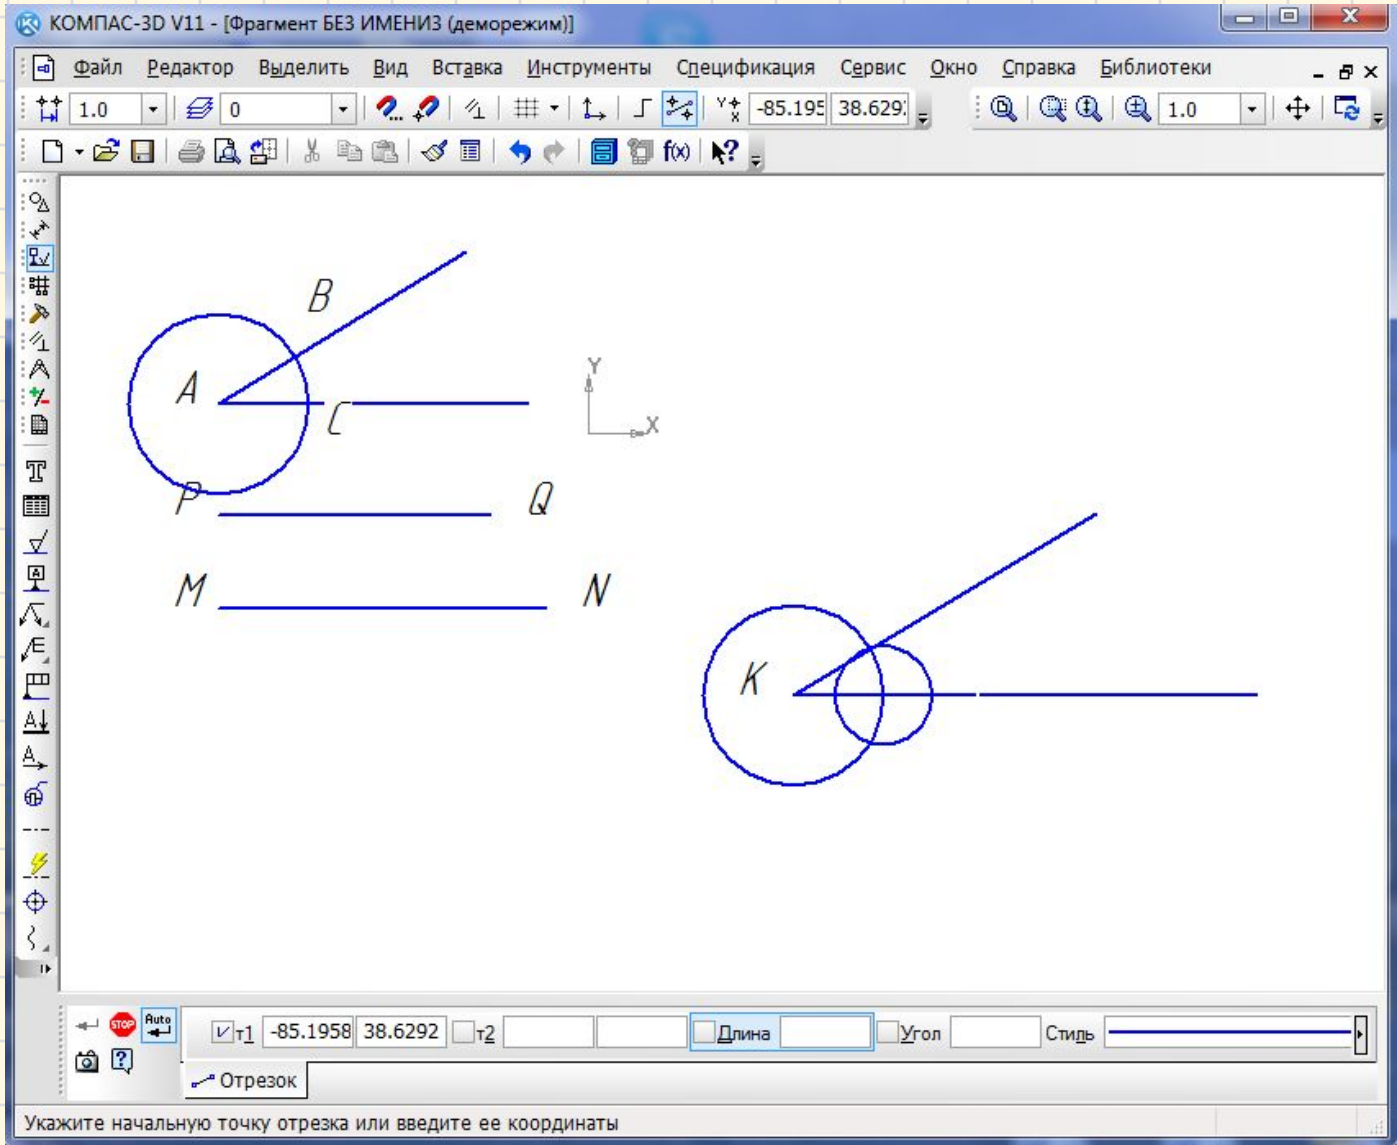 КОМПАС-3D V11 - [Фрагмент БЕЗ ИМЕНИ3 (деморежим)]
Файл Редактор Выделить Вид Вставка Инструменты Спецификация Сервис Окно Справка Библиотеки
1.0 0 -85.195 38.629 1.0
f(x)
B
A
C
Y
X
P Q
M N
K
STOP Auto т1 -85.1958 38.6292 т2 Длина Угол Стиль
Отрезок
Укажите начальную точку отрезка или введите ее координаты